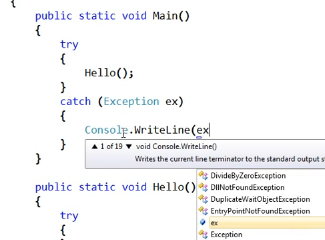 {
public static void Main()
{
try
{
Hello();
}
catch (Exception ex)
{
Console.WriteLine(ex
}
1 of 19 void Console.WriteLine()
Writes the current line terminator to the standard output
}
DivideByZeroException
DllNotFoundException
DuplicateWaitObjectException
EntryPointNotFoundException
ex
Exception
public static void Hello()
{
try
{